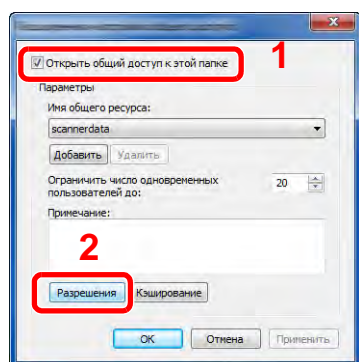 1
Открыть общий доступ к этой папке
Параметры
Имя общего ресурса:
scannerdata
Добавить Удалить
Ограничить число одновременных
пользователей до: 20
Примечание:
2
Разрешения Кэширование
OK Отмена Применить